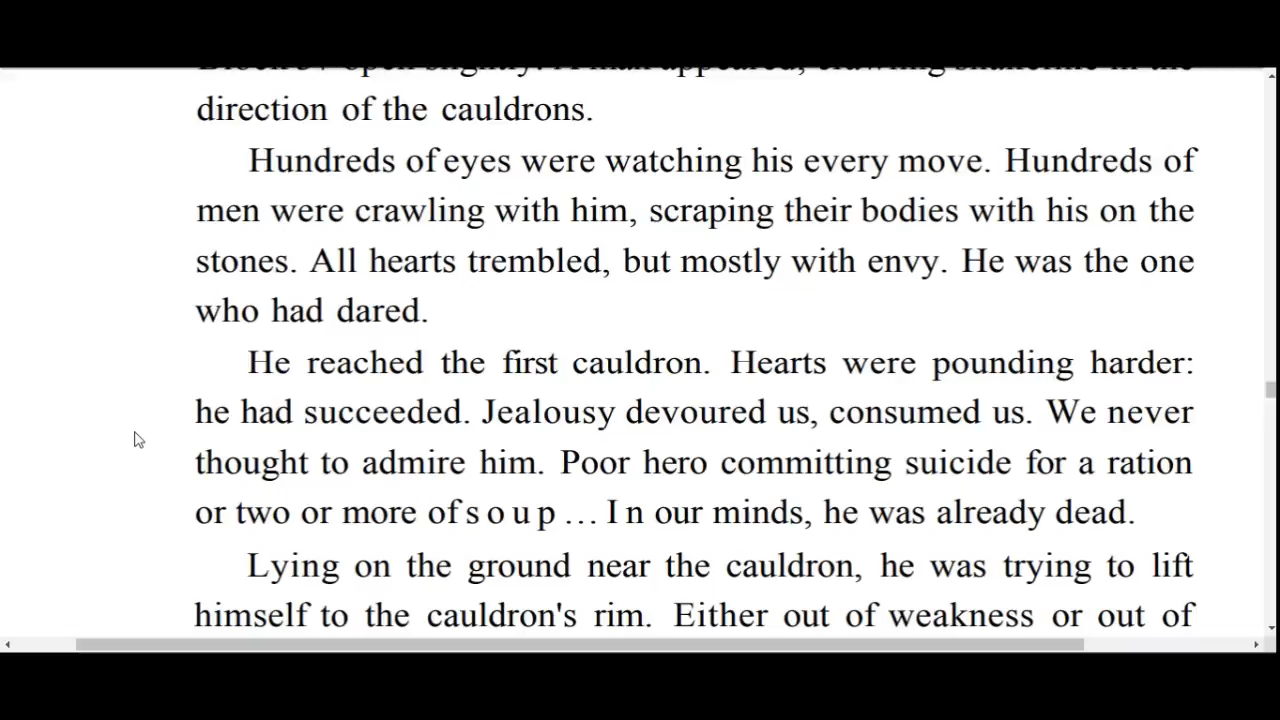 direction of the cauldrons.
Hundreds of eyes were watching his every move. Hundreds of
men were crawling with him, scraping their bodies with his on the
stones. All hearts trembled, but mostly with envy. He was the one
who had dared.
He reached the first cauldron. Hearts were pounding harder:
he had succeeded. Jealousy devoured us, consumed us. We never
thought to admire him. Poor hero committing suicide for a ration
or two or more of s o u p … I n our minds, he was already dead.
Lying on the ground near the cauldron, he was trying to lift
himself to the cauldron's rim. Either out of weakness or out of